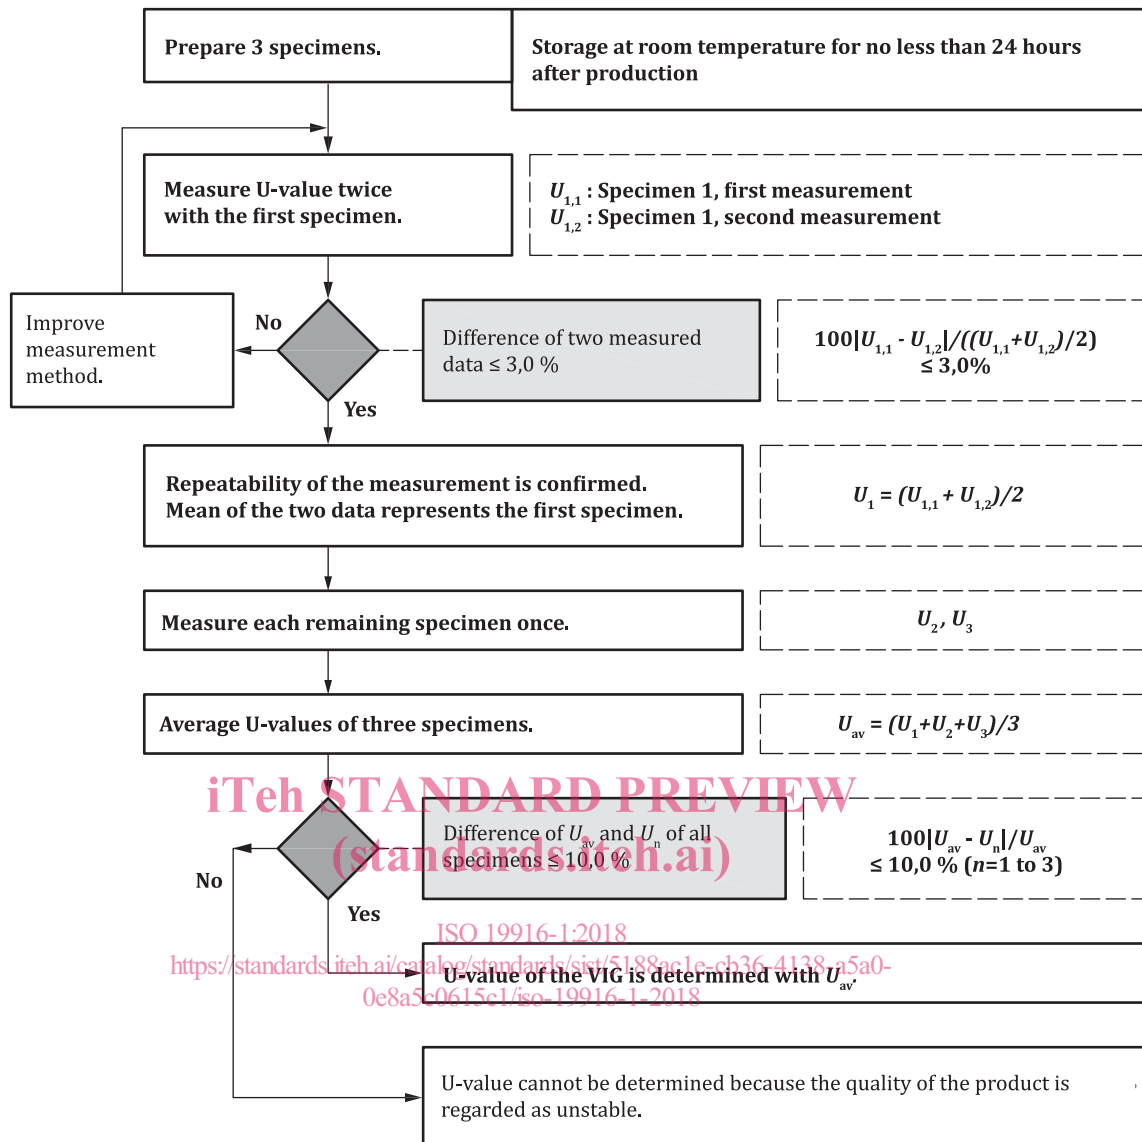 Prepare 3 specimens.
Storage at room temperature for no less than 24 hours
after production
Measure U-value twice
with the first specimen.
U1,1 : Specimen 1, first measurement
U1,2 : Specimen 1, second measurement
Improve
measurement
method.
No
Difference of two measured
data ≤ 3,0 %
100|U1,1 - U1,2|/((U1,1+U1,2)/2)
≤ 3,0%
Yes
Repeatability of the measurement is confirmed.
Mean of the two data represents the first specimen.
U1 = (U1,1 + U1,2)/2
Measure each remaining specimen once.
U2, U3
Average U-values of three specimens.
Uav = (U1+U2+U3)/3
iTeh STANDARD PREVIEW
(standards.iteh.ai)
Difference of Uav and Un of all
specimens ≤ 10,0 %
100|Uav - Un|/Uav
≤ 10,0 % (n=1 to 3)
No
Yes
ISO 19916-1:2018
https://standards.iteh.ai/catalog/standards/sist/5188ac1e-cb36-4138-a5a0-
0e8a5c0615c1/iso-19916-1-2018
U-value of the VIG is determined with Uav.
U-value cannot be determined because the quality of the product is
regarded as unstable.